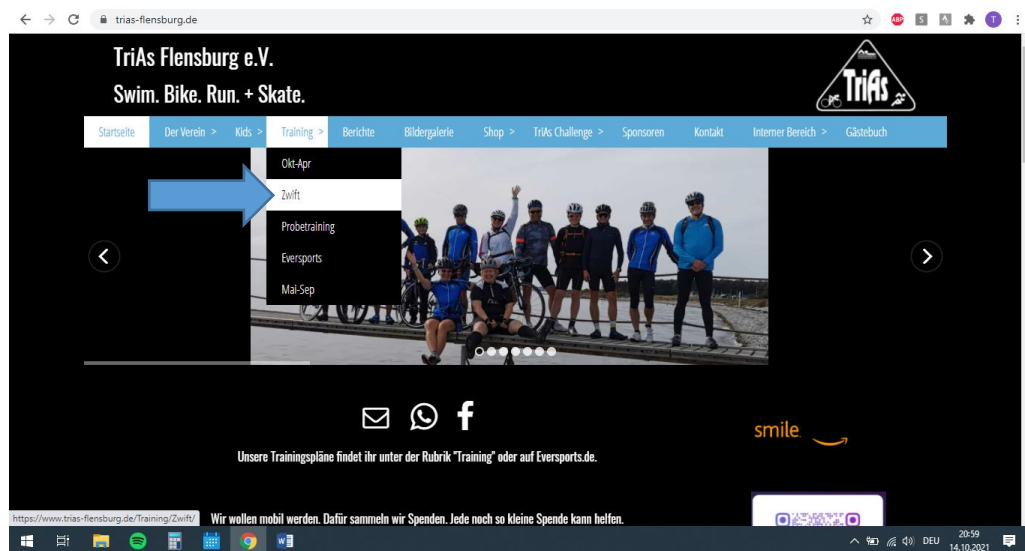 trias-flensburg.de
ABP
S
T
TriAs Flensburg e.V.
Swim. Bike. Run. + Skate.
TriAs
Startseite Der Verein > Kids > Training > Berichte Bildergalerie Shop > TriAs Challenge > Sponsoren Kontakt Interner Bereich > Gästebuch
Okt-Apr
Zwift
Probetraining
Eversports
Mai-Sep
smile.
Unsere Trainingspläne findet ihr unter der Rubrik "Training" oder auf Eversports.de.
Wir wollen mobil werden. Dafür sammeln wir Spenden. Jede noch so kleine Spende kann helfen.
https://www.trias-flensburg.de/Training/Zwift/
DEU
20:59
14.10.2021